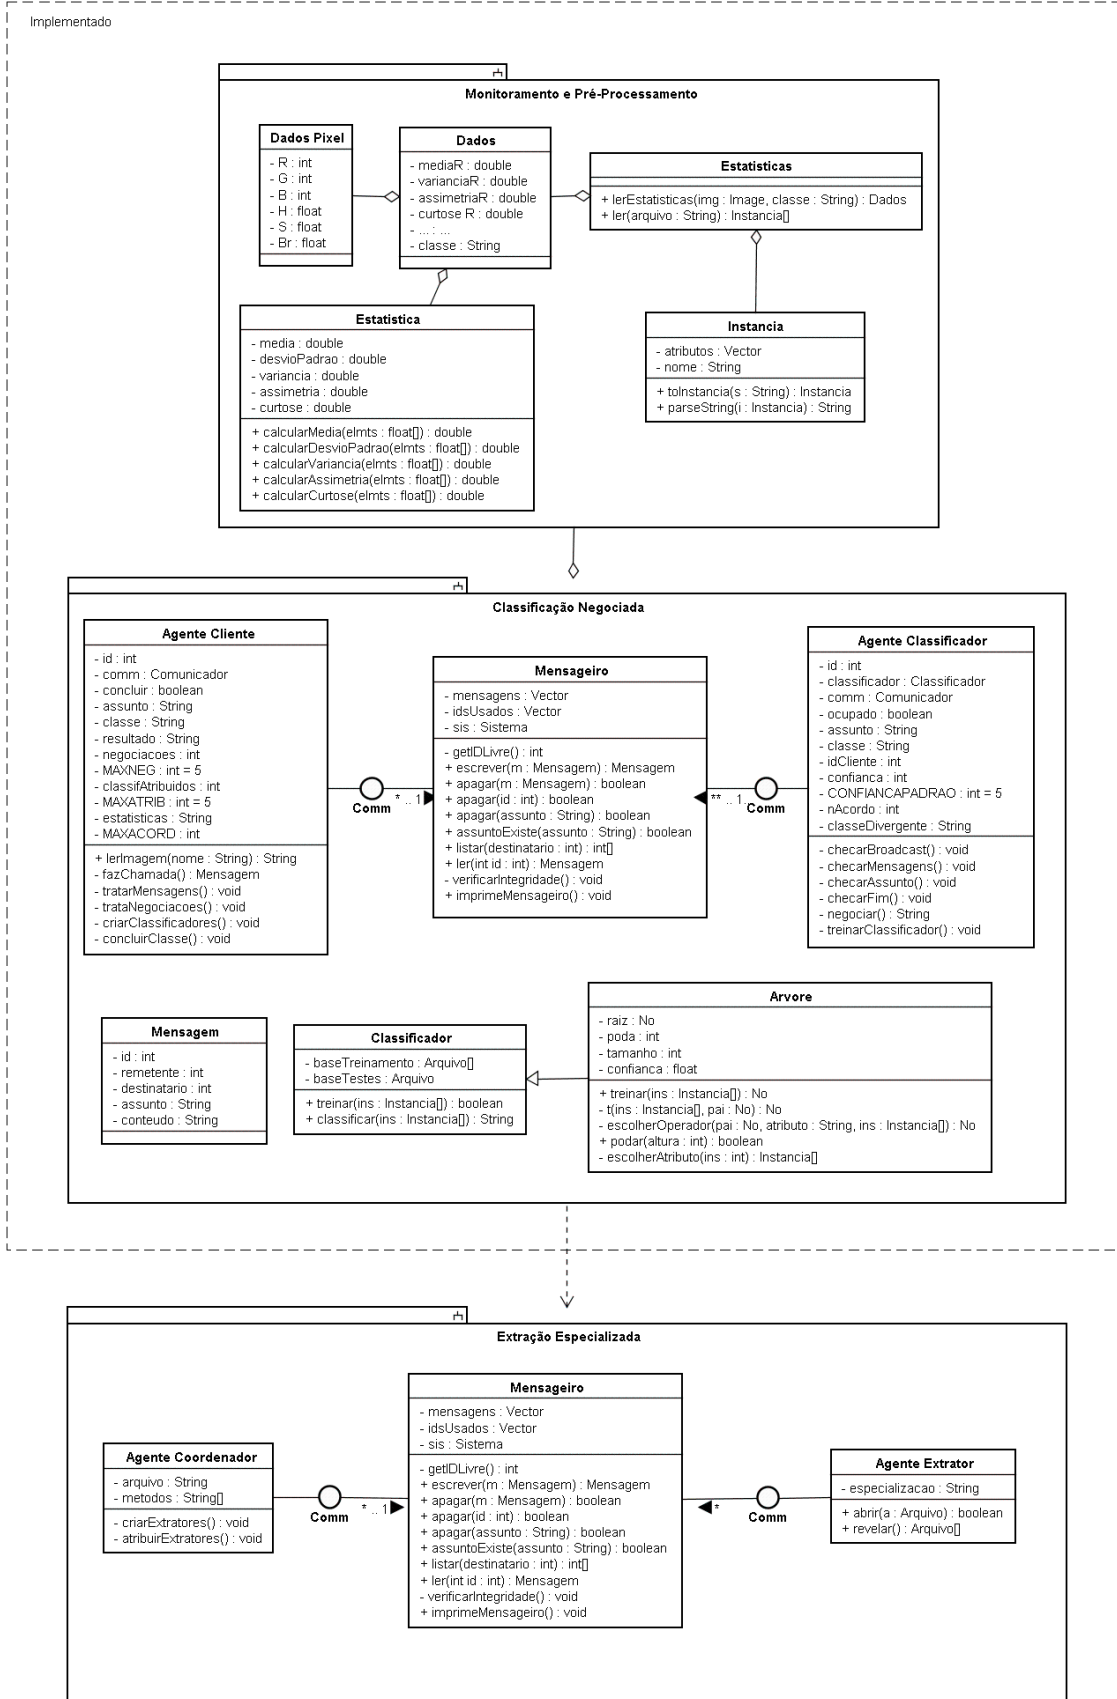 Implementado
Monitoramento e Pré-Processamento
Dados Pixel
- R : int
- G : int
- B : int
- H : float
- S : float
- Br : float
Dados
- mediaR : double
- varianciaR : double
- assimetriaR : double
- curtose R : double
- ... : ...
- classe : String
Estatisticas
+ lerEstatisticas(img : Image, classe : String) : Dados
+ ler(arquivo : String) : Instancia[]
Estatistica
- media : double
- desvioPadrao : double
- variancia : double
- assimetria : double
- curtose : double
+ calcularMedia(elmts : float[]) : double
+ calcularDesvioPadrao(elmts : float[]) : double
+ calcularVariancia(elmts : float[]) : double
+ calcularAssimetria(elmts : float[]) : double
+ calcularCurtose(elmts : float[]) : double
Instancia
- atributos : Vector
- nome : String
+ toInstancia(s : String) : Instancia
+ parseString(i : Instancia) : String
Classificação Negociada
Agente Cliente
- id : int
- comm : Comunicador
- concluir : boolean
- assunto : String
- classe : String
- resultado : String
- negociacoes : int
- MAXNEG : int = 5
- classifAtribuidos : int
- MAXATRIB : int = 5
- estatisticas : String
- MAXACORD : int
+ lerImagem(nome : String) : String
- fazChamada() : Mensagem
- tratarMensagens() : void
- trataNegociacoes() : void
- criarClassificadores() : void
- concluirClasse() : void
Comm
* .. 1
Mensageiro
- mensagens : Vector
- idsUsados : Vector
- sis : Sistema
- getIDLivre() : int
+ escrever(m : Mensagem) : Mensagem
+ apagar(m : Mensagem) : boolean
+ apagar(id : int) : boolean
+ apagar(assunto : String) : boolean
+ assuntoExiste(assunto : String) : boolean
+ listar(destinatario : int) : int[]
+ ler(int id : int) : Mensagem
- verificarIntegridade() : void
+ imprimeMensageiro() : void
** .. 1..
Comm
Agente Classificador
- id : int
- classificador : Classificador
- comm : Comunicador
- ocupado : boolean
- assunto : String
- classe : String
- idCliente : int
- confianca : int
- CONFIANCAPADRAO : int = 5
- nAcordo : int
- classeDivergente : String
- checarBroadcast() : void
- checarMensagens() : void
- checarAssunto() : void
- checarFim() : void
- negociar() : String
- treinarClassificador() : void
Mensagem
- id : int
- remetente : int
- destinatario : int
- assunto : String
- conteudo : String
Classificador
- baseTreinamento : Arquivo[]
- baseTestes : Arquivo
+ treinar(ins : Instancia[]) : boolean
+ classificar(ins : Instancia[]) : String
Arvore
- raiz : No
- poda : int
- tamanho : int
- confianca : float
+ treinar(ins : Instancia[]) : No
- t(ins : Instancia[], pai : No) : No
- escolherOperador(pai : No, atributo : String, ins : Instancia[]) : No
+ podar(altura : int) : boolean
- escolherAtributo(ins : int) : Instancia[]
Extração Especializada
Agente Coordenador
- arquivo : String
- metodos : String[]
- criarExtratores() : void
- atribuirExtratores() : void
Comm
* .. 1
Mensageiro
- mensagens : Vector
- idsUsados : Vector
- sis : Sistema
- getIDLivre() : int
+ escrever(m : Mensagem) : Mensagem
+ apagar(m : Mensagem) : boolean
+ apagar(id : int) : boolean
+ apagar(assunto : String) : boolean
+ assuntoExiste(assunto : String) : boolean
+ listar(destinatario : int) : int[]
+ ler(int id : int) : Mensagem
- verificarIntegridade() : void
+ imprimeMensageiro() : void
*
Comm
Agente Extrator
- especializacao : String
+ abrir(a : Arquivo) : boolean
+ revelar() : Arquivo[]